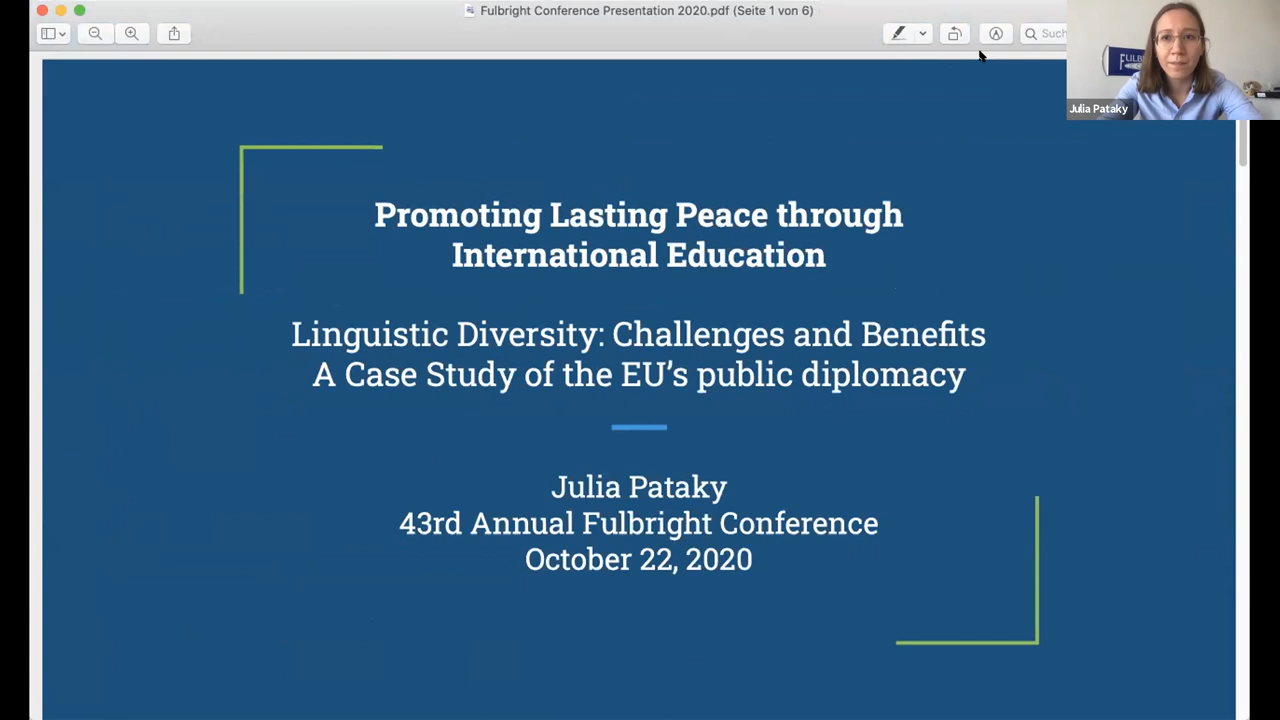 Fulbright Conference Presentation 2020.pdf (Seite 1 von 6)
Such
Julia Pataky
Promoting Lasting Peace through
International Education
Linguistic Diversity: Challenges and Benefits
A Case Study of the EU’s public diplomacy
Julia Pataky
43rd Annual Fulbright Conference
October 22, 2020